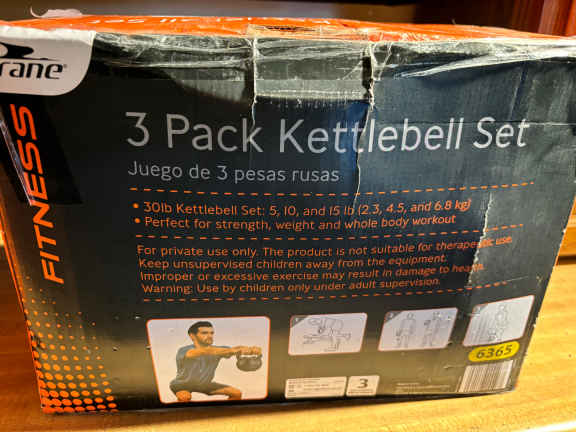 rane®
FITNESS
3 Pack Kettlebell Set
Juego de 3 pesas rusas
• 30lb Kettlebell Set: 5, 10, and 15 lb (2.3, 4.5, and 6.8 kg)
• Perfect for strength, weight and whole body workout
For private use only. The product is not suitable for therapeutic use.
Keep unsupervised children away from the equipment.
Improper or excessive exercise may result in damage to health.
Warning: Use by children only under adult supervision.
6365
3